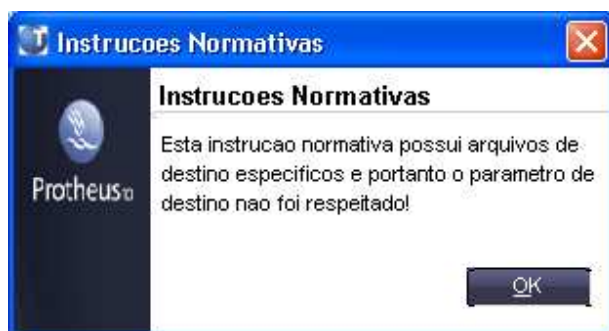 Instrucoes Normativas
Instrucoes Normativas
Esta instrucao normativa possui arquivos de
destino especificos e portanto o parametro de
destino nao foi respeitado!
Protheus10
OK